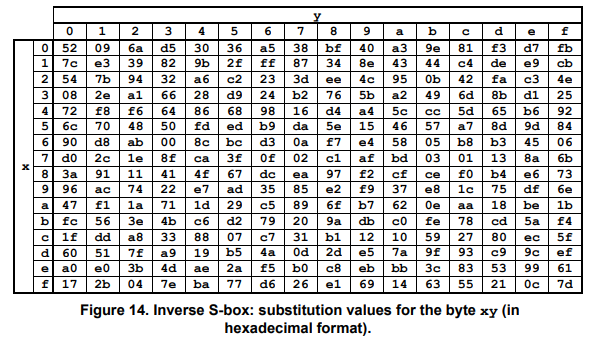 y
0 1 2 3 4 5 6 7 8 9 a b c d e f
0 52 09 6a d5 30 36 a5 38 bf 40 a3 9e 81 f3 d7 fb
1 7c e3 39 82 9b 2f ff 87 34 8e 43 44 c4 de e9 cb
2 54 7b 94 32 a6 c2 23 3d ee 4c 95 0b 42 fa c3 4e
3 08 2e a1 66 28 d9 24 b2 76 5b a2 49 6d 8b d1 25
4 72 f8 f6 64 86 68 98 16 d4 a4 5c cc 5d 65 b6 92
5 6c 70 48 50 fd ed b9 da 5e 15 46 57 a7 8d 9d 84
6 90 d8 ab 00 8c bc d3 0a f7 e4 58 05 b8 b3 45 06
7 d0 2c 1e 8f ca 3f 0f 02 c1 af bd 03 01 13 8a 6b
x
8 3a 91 11 41 4f 67 dc ea 97 f2 cf ce f0 b4 e6 73
9 96 ac 74 22 e7 ad 35 85 e2 f9 37 e8 1c 75 df 6e
a 47 f1 1a 71 1d 29 c5 89 6f b7 62 0e aa 18 be 1b
b fc 56 3e 4b c6 d2 79 20 9a db c0 fe 78 cd 5a f4
c 1f dd a8 33 88 07 c7 31 b1 12 10 59 27 80 ec 5f
d 60 51 7f a9 19 b5 4a 0d 2d e5 7a 9f 93 c9 9c ef
e a0 e0 3b 4d ae 2a f5 b0 c8 eb bb 3c 83 53 99 61
f 17 2b 04 7e ba 77 d6 26 e1 69 14 63 55 21 0c 7d
Figure 14. Inverse S-box: substitution values for the byte xy (in
hexadecimal format).